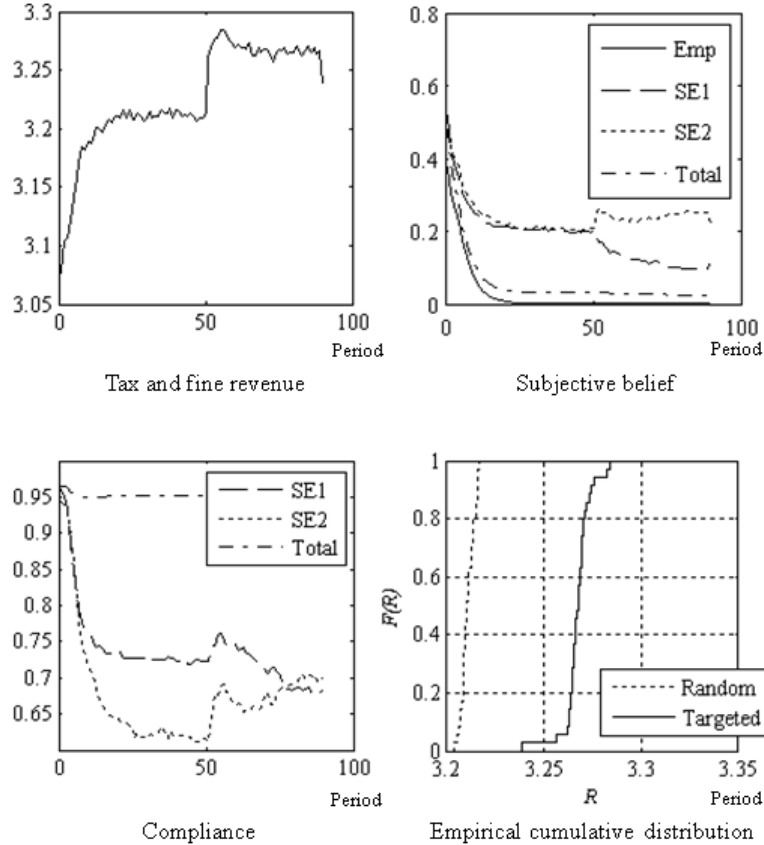 3.3
3.25
3.2
3.15
3.1
3.05
0
50
100
Period
Tax and fine revenue
0.8
0.6
0.4
0.2
0
0
50
100
Emp
SE1
SE2
Total
Period
Subjective belief
0.95
0.9
0.85
0.8
0.75
0.7
0.65
0
50
100
SE1
SE2
Total
Period
Compliance
1
0.8
0.6
0.4
0.2
0
F(R)
3.2
3.25
3.3
3.35
Random
Targeted
R
Period
Empirical cumulative distribution